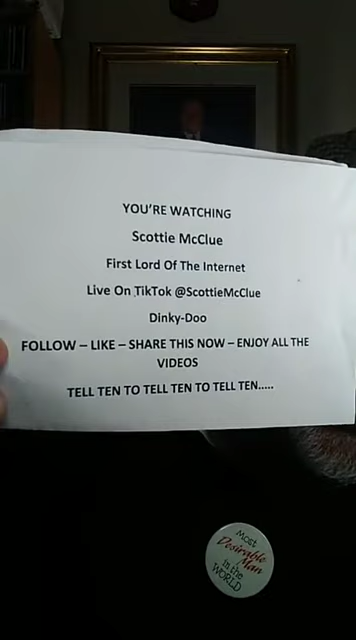 YOU'RE WATCHING
Scottie McClue
First Lord Of The Internet
Live On TikTok @ScottieMcClue
Dinky-Doo
FOLLOW – LIKE – SHARE THIS NOW – ENJOY ALL THE
VIDEOS
TELL TEN TO TELL TEN TO TELL TEN.....
Most
Desirable
Man
in the
WORLD